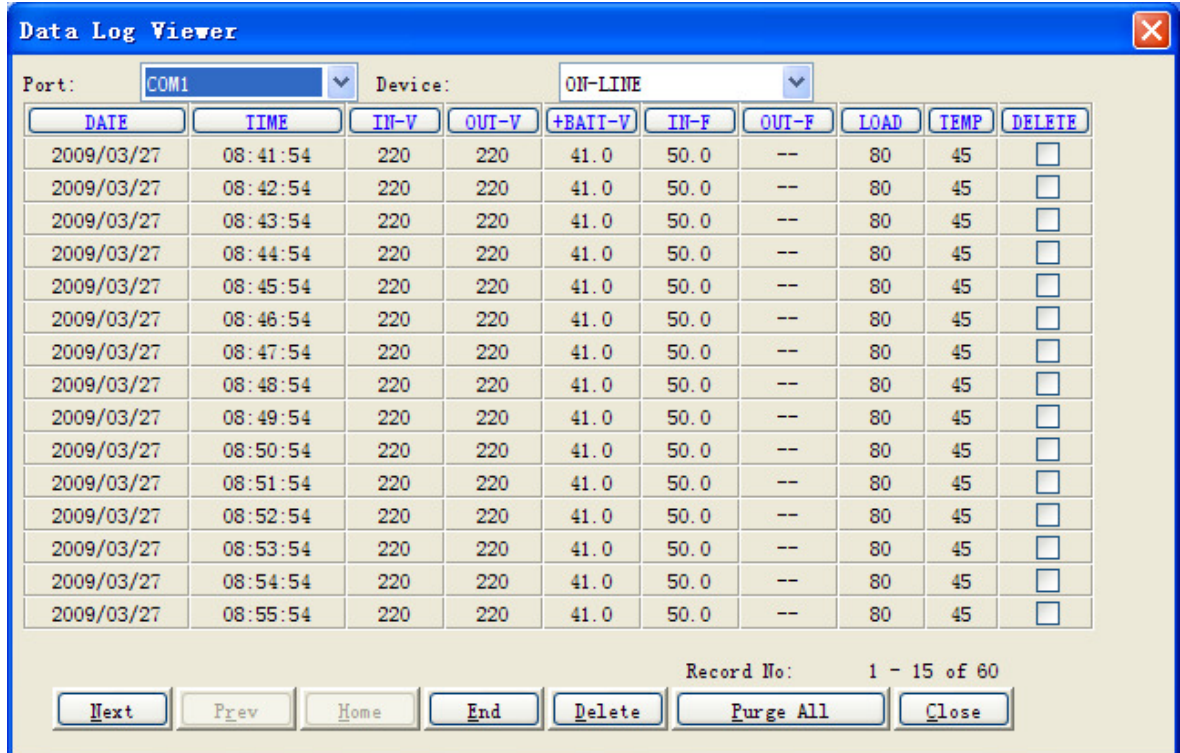 Data Log Viewer
Port: COM1 Device: ON-LINE
DATE TIME IN-V OUT-V +BATT-V IN-F OUT-F LOAD TEMP DELETE
2009/03/27 08:41:54 220 220 41.0 50.0 -- 80 45
2009/03/27 08:42:54 220 220 41.0 50.0 -- 80 45
2009/03/27 08:43:54 220 220 41.0 50.0 -- 80 45
2009/03/27 08:44:54 220 220 41.0 50.0 -- 80 45
2009/03/27 08:45:54 220 220 41.0 50.0 -- 80 45
2009/03/27 08:46:54 220 220 41.0 50.0 -- 80 45
2009/03/27 08:47:54 220 220 41.0 50.0 -- 80 45
2009/03/27 08:48:54 220 220 41.0 50.0 -- 80 45
2009/03/27 08:49:54 220 220 41.0 50.0 -- 80 45
2009/03/27 08:50:54 220 220 41.0 50.0 -- 80 45
2009/03/27 08:51:54 220 220 41.0 50.0 -- 80 45
2009/03/27 08:52:54 220 220 41.0 50.0 -- 80 45
2009/03/27 08:53:54 220 220 41.0 50.0 -- 80 45
2009/03/27 08:54:54 220 220 41.0 50.0 -- 80 45
2009/03/27 08:55:54 220 220 41.0 50.0 -- 80 45
Record No: 1 - 15 of 60
Next Prev Home End Delete Purge All Close